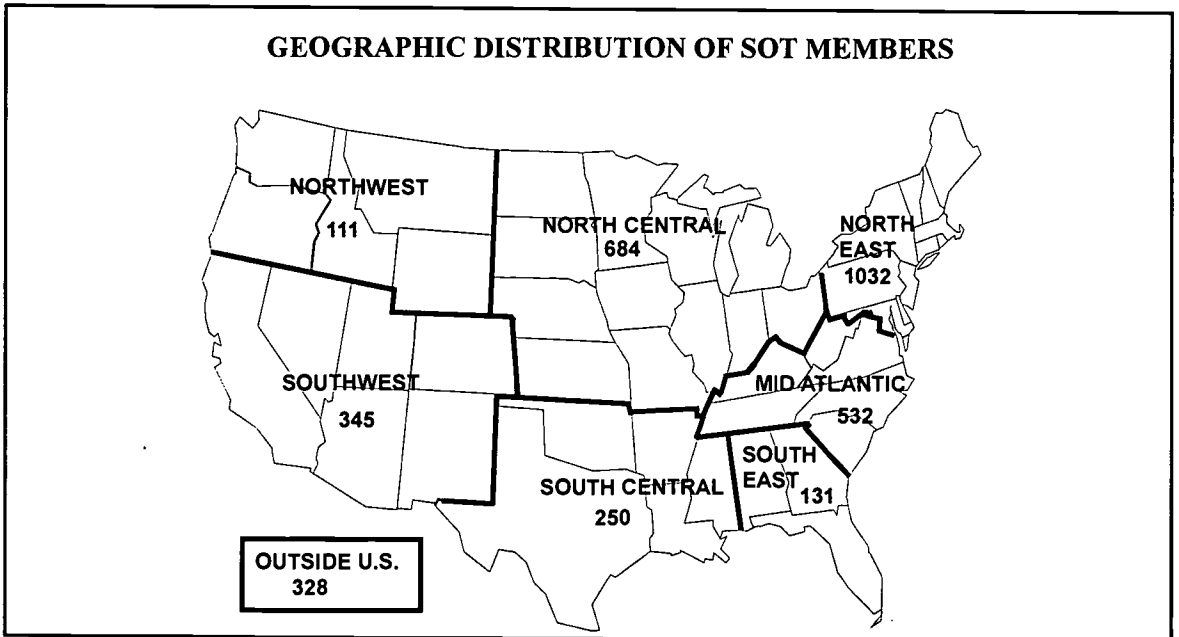 GEOGRAPHIC DISTRIBUTION OF SOT MEMBERS
NORTHWEST
111
NORTH CENTRAL
684
NORTH
EAST
1032
SOUTHWEST
345
MID ATLANTIC
532
SOUTH
EAST
131
SOUTH CENTRAL
250
OUTSIDE U.S.
328